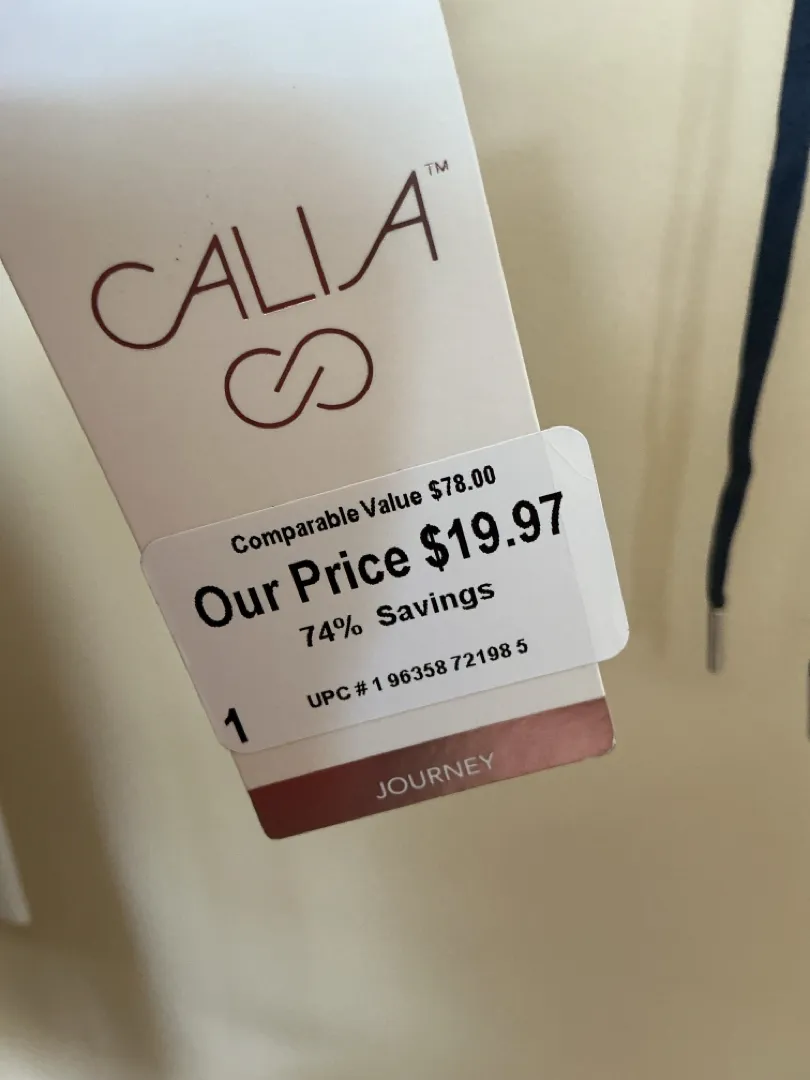 CALIA™
Comparable Value $78.00
Our Price $19.97
74% Savings
UPC # 1 96358 72198 5
1
JOURNEY